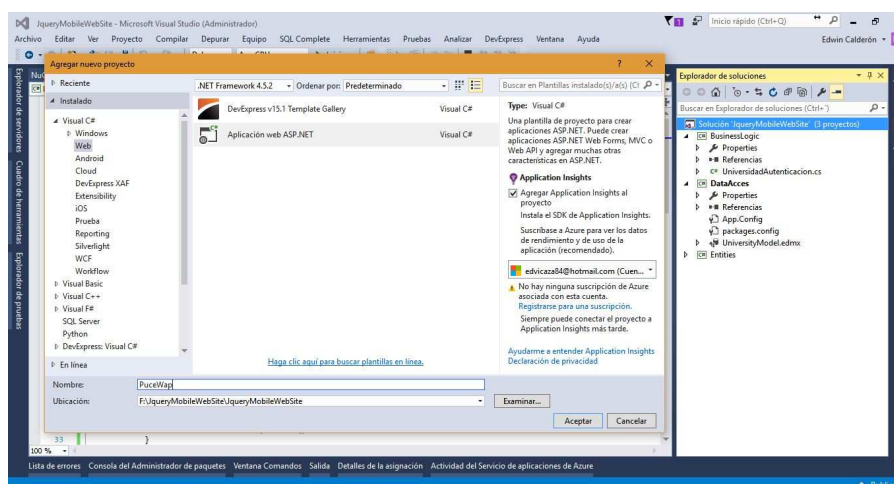 JqueryMobileWebSite - Microsoft Visual Studio (Administrador)
Inicio rápido (Ctrl+Q)
Archivo Editar Ver Proyecto Compilar Depurar Equipo SQL Complete Herramientas Pruebas Analizar DevExpress Ventana Ayuda
Edwin Calderón
Explorador de servidores
Cuadro de herramientas
Explorador de pruebas
Agregar nuevo proyecto
Reciente
Instalado
Visual C#
Windows
Web
Android
Cloud
DevExpress XAF
Extensibility
iOS
Prueba
Reporting
Silverlight
WCF
Workflow
Visual Basic
Visual C++
Visual F#
SQL Server
Python
DevExpress: Visual C#
En línea
.NET Framework 4.5.2 Ordenar por: Predeterminado
DevExpress v15.1 Template Gallery Visual C#
Aplicación web ASP.NET Visual C#
Haga clic aquí para buscar plantillas en línea.
Buscar en Plantillas instalado(s)/a(s) (Ct
Tipo: Visual C#
Una plantilla de proyecto para crear
aplicaciones ASP.NET. Puede crear
aplicaciones ASP.NET Web Forms, MVC o
Web API y agregar muchas otras
características en ASP.NET.
Application Insights
Agregar Application Insights al
proyecto
Instala el SDK de Application Insights.
Suscríbase a Azure para ver los datos
de rendimiento y de uso de la
aplicación (recomendado).
edvicaza84@hotmail.com (Cuen...
No hay ninguna suscripción de Azure
asociada con esta cuenta.
Registrarse para una suscripción.
Siempre puede conectar el proyecto a
Application Insights más tarde.
Ayudarme a entender Application Insights
Declaración de privacidad
Nombre: PuceWap
Ubicación: F:\JqueryMobileWebSite\JqueryMobileWebSite
Examinar...
Aceptar Cancelar
Explorador de soluciones
Buscar en Explorador de soluciones (Ctrl+¨)
Solución 'JqueryMobileWebSite' (3 proyectos)
BusinessLogic
Properties
Referencias
UniversidadAutenticacion.cs
DataAcces
Properties
Referencias
App.Config
packages.config
UniversityModel.edmx
Entities
33 }
100 %
Lista de errores Consola del Administrador de paquetes Ventana Comandos Salida Detalles de la asignación Actividad del Servicio de aplicaciones de Azure